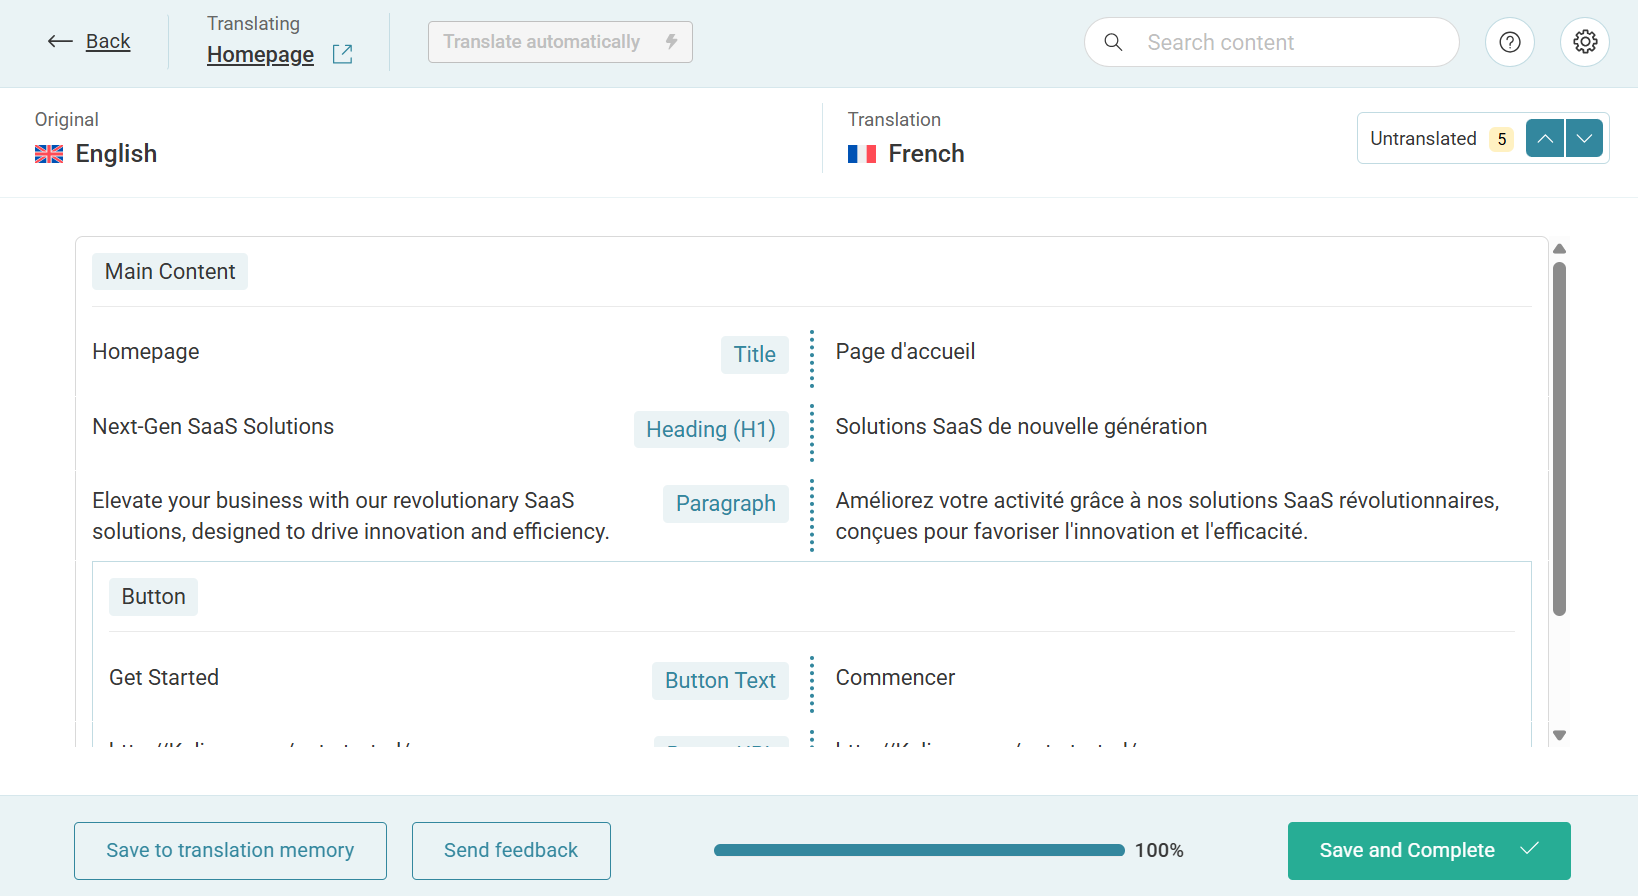 Back
Translating
Homepage
Translate automatically
Search content
Original
English
Translation
French
Untranslated 5
Main Content
Homepage
Title
Page d'accueil
Next-Gen SaaS Solutions
Heading (H1)
Solutions SaaS de nouvelle génération
Elevate your business with our revolutionary SaaS
solutions, designed to drive innovation and efficiency.
Paragraph
Améliorez votre activité grâce à nos solutions SaaS révolutionnaires,
conçues pour favoriser l'innovation et l'efficacité.
Button
Get Started
Button Text
Commencer
Save to translation memory
Send feedback
100%
Save and Complete